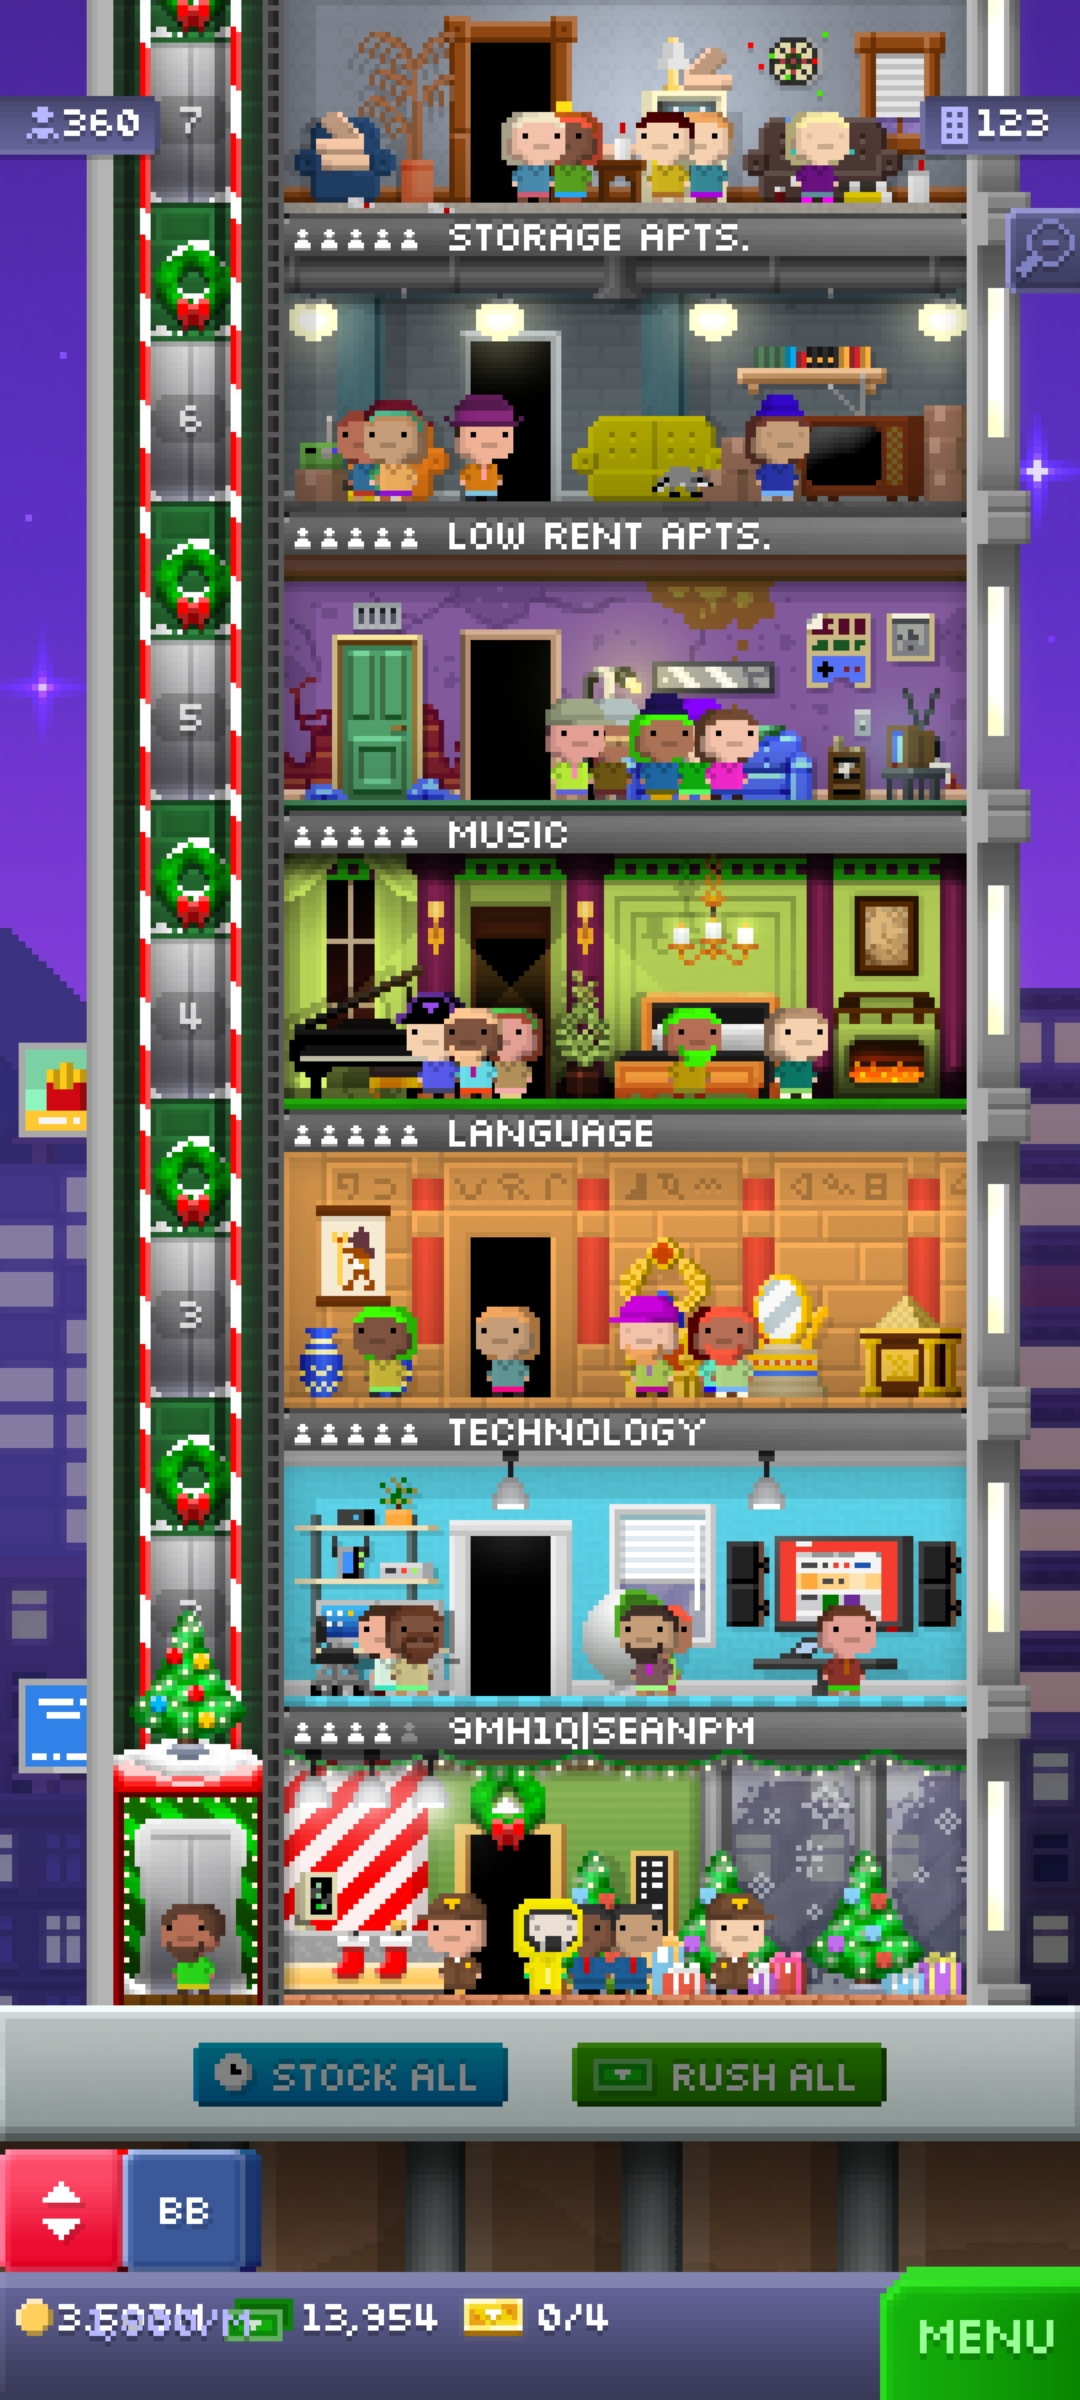 7
360
123
STORAGE APTS.
6
LOW RENT APTS.
5
MUSIC
4
LANGUAGE
3
TECHNOLOGY
9MH1Q|SEANPM
STOCK ALL
RUSH ALL
BB
13,954
0/4
MENU